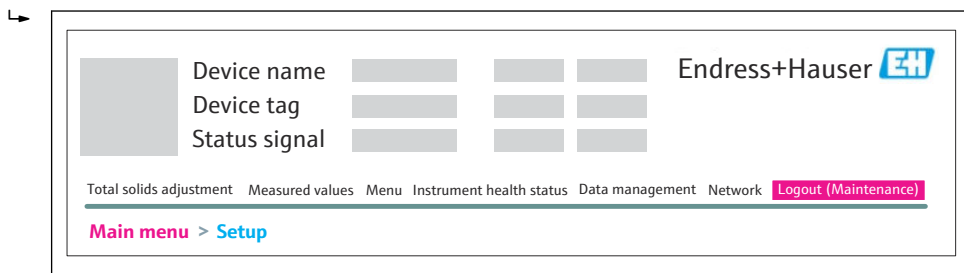 Device name
Endress+Hauser EH
Device tag
Status signal
Total solids adjustment Measured values Menu Instrument health status Data management Network Logout (Maintenance)
Main menu > Setup